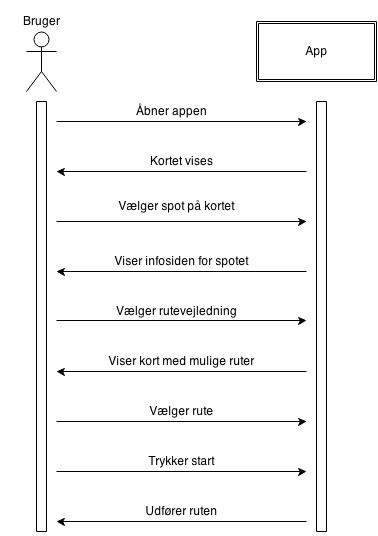 Bruger
App
Åbner appen
Kortet vises
Vælger spot på kortet
Viser infosiden for spotet
Vælger rutevejledning
Viser kort med mulige ruter
Vælger rute
Trykker start
Udfører ruten